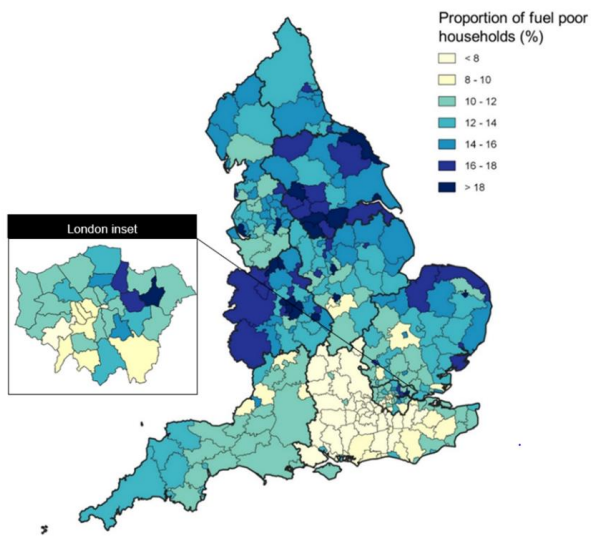 Proportion of fuel poor
households (%)
< 8
8 - 10
10 - 12
12 - 14
14 - 16
16 - 18
> 18
London inset